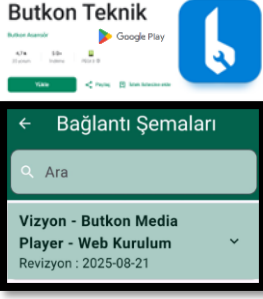 Butkon Teknik
Butkon Asansör
Google Play
Yükle
Paylaş
← Bağlantı Şemaları
Ara
Vizyon - Butkon Media
Player - Web Kurulum
Revizyon : 2025-08-21